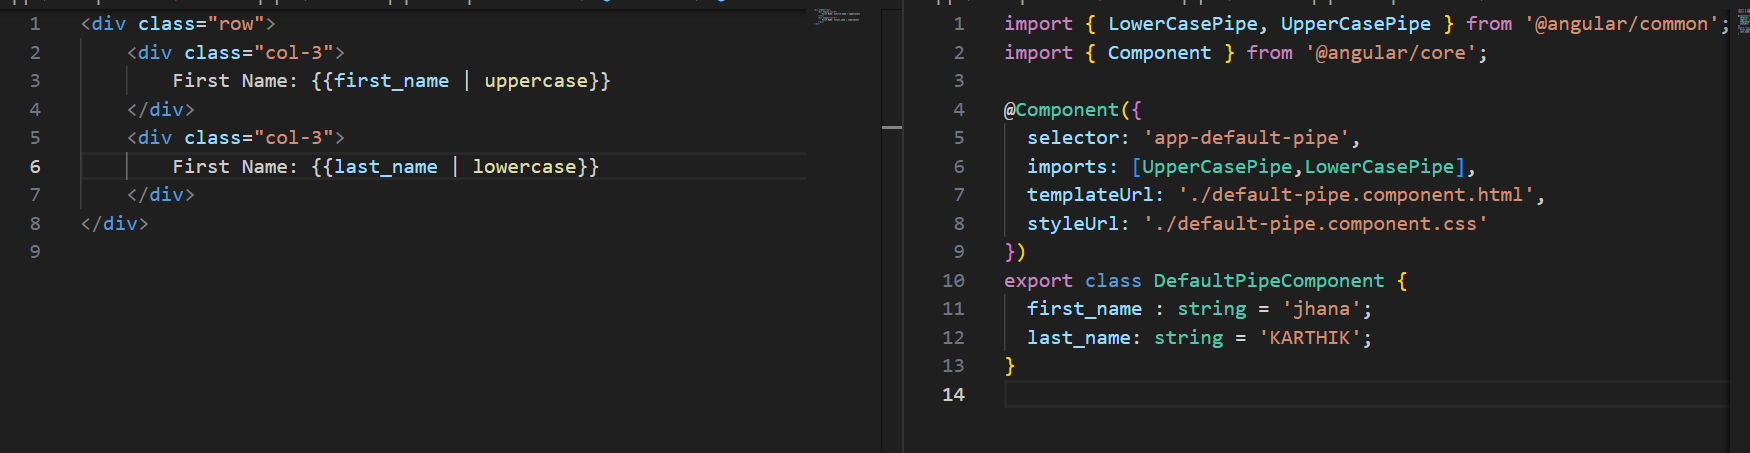 1 <div class="row">
2     <div class="col-3">
3         First Name: {{first_name | uppercase}}
4     </div>
5     <div class="col-3">
6         First Name: {{last_name | lowercase}}
7     </div>
8 </div>
9
1 import { LowerCasePipe, UpperCasePipe } from '@angular/common';
2 import { Component } from '@angular/core';
3
4 @Component({
5   selector: 'app-default-pipe',
6   imports: [UpperCasePipe,LowerCasePipe],
7   templateUrl: './default-pipe.component.html',
8   styleUrl: './default-pipe.component.css'
9 })
10 export class DefaultPipeComponent {
11   first_name : string = 'jhana';
12   last_name: string = 'KARTHIK';
13 }
14